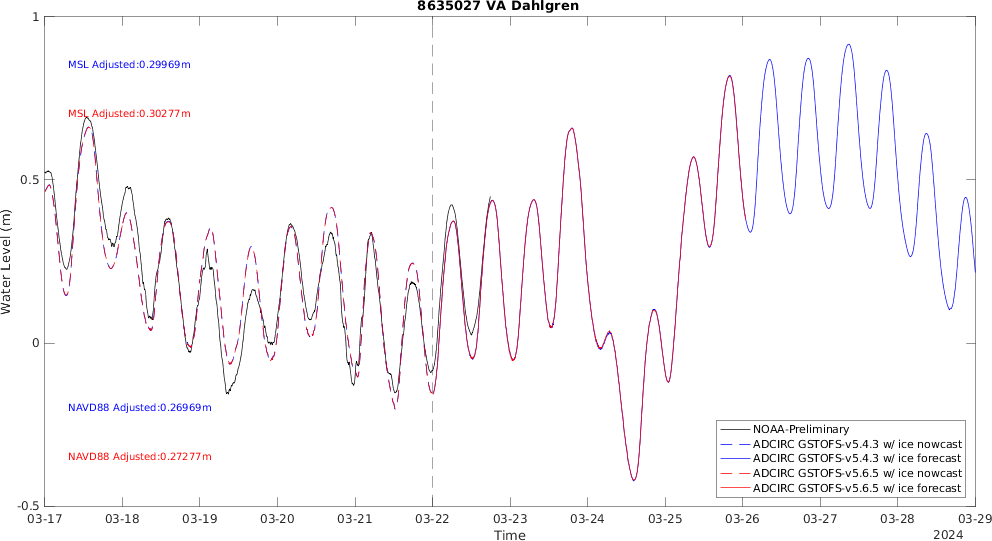 8635027 VA Dahlgren
1
MSL Adjusted:0.29969m
MSL Adjusted:0.30277m
0.5
Water Level (m)
0
NAVD88 Adjusted:0.26969m
NAVD88 Adjusted:0.27277m
-0.5
NOAA-Preliminary
ADCIRC GSTOFS-v5.4.3 w/ ice nowcast
ADCIRC GSTOFS-v5.4.3 w/ ice forecast
ADCIRC GSTOFS-v5.6.5 w/ ice nowcast
ADCIRC GSTOFS-v5.6.5 w/ ice forecast
03-17 03-18 03-19 03-20 03-21 03-22 03-23 03-24 03-25 03-26 03-27 03-28 03-29
Time
2024